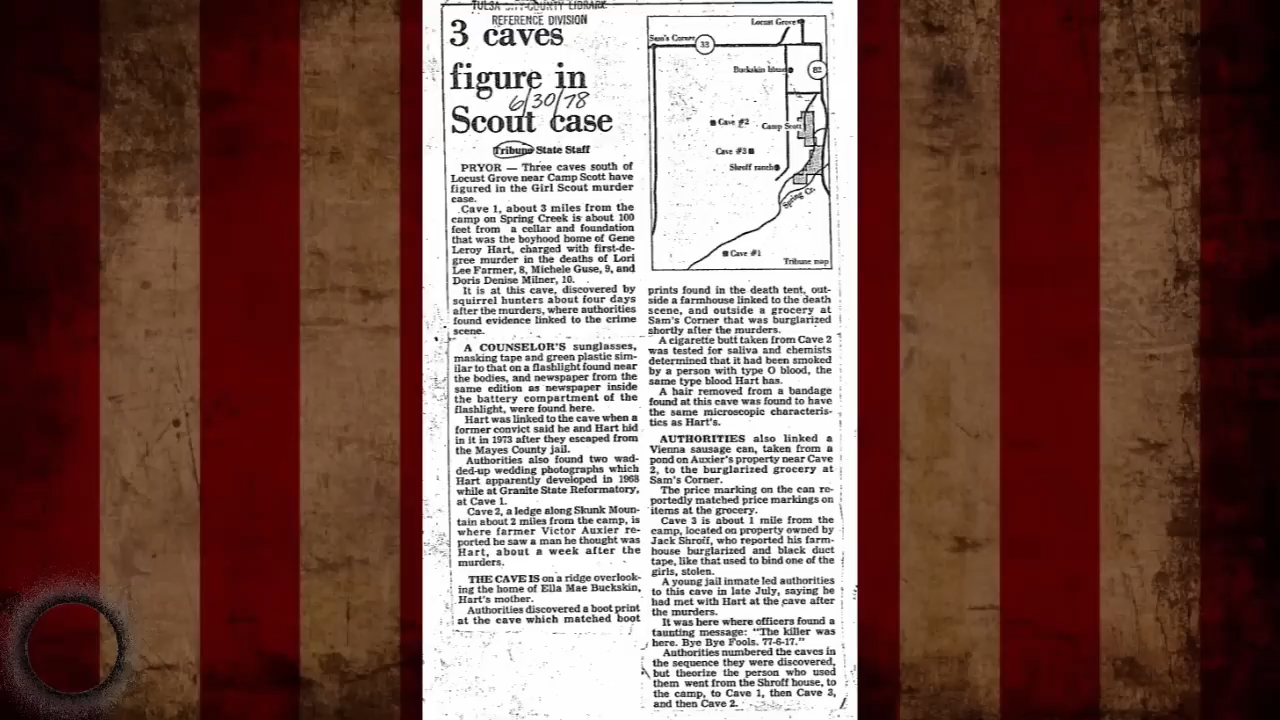 TULSA CITY-COUNTY LIBRARY
REFERENCE DIVISION
3 caves
figure in
6/30/78
Scout case
Tribune State Staff
PRYOR — Three caves south of
Locust Grove near Camp Scott have
figured in the Girl Scout murder
case.
Cave 1, about 3 miles from the
camp on Spring Creek is about 100
feet from a cellar and foundation
that was the boyhood home of Gene
Leroy Hart, charged with first-de-
gree murder in the deaths of Lori
Lee Farmer, 8, Michele Guse, 9, and
Doris Denise Milner, 10.
It is at this cave, discovered by
squirrel hunters about four days
after the murders, where authorities
found evidence linked to the crime
scene.
A COUNSELOR'S sunglasses,
masking tape and green plastic sim-
ilar to that on a flashlight found near
the bodies, and newspaper from the
same edition as newspaper inside
the battery compartment of the
flashlight, were found here.
Hart was linked to the cave when a
former convict said he and Hart hid
in it in 1973 after they escaped from
the Mayes County jail.
Authorities also found two wad-
ded-up wedding photographs which
Hart apparently developed in 1968
while at Granite State Reformatory,
at Cave 1.
Cave 2, a ledge along Skunk Moun-
tain about 2 miles from the camp, is
where farmer Victor Auxier re-
ported he saw a man he thought was
Hart, about a week after the
murders.
THE CAVE IS on a ridge overlook-
ing the home of Ella Mae Buckskin,
Hart's mother.
Authorities discovered a boot print
at the cave which matched boot
Locust Grove
Sam's Corner
33
Buckskin
82
Cave #2
Camp Scott
Cave #3
Shroff ranch
Spring Cr.
Cave #1
Tribune map
prints found in the death tent, out-
side a farmhouse linked to the death
scene, and outside a grocery at
Sam's Corner that was burglarized
shortly after the murders.
A cigarette butt taken from Cave 2
was tested for saliva and chemists
determined that it had been smoked
by a person with type O blood, the
same type blood Hart has.
A hair removed from a bandage
found at this cave was found to have
the same microscopic characteris-
tics as Hart's.
AUTHORITIES also linked a
Vienna sausage can, taken from a
pond on Auxier's property near Cave
2, to the burglarized grocery at
Sam's Corner.
The price marking on the can re-
portedly matched price markings on
items at the grocery.
Cave 3 is about 1 mile from the
camp, located on property owned by
Jack Shroff, who reported his farm-
house burglarized and black duct
tape, like that used to bind one of the
girls, stolen.
A young jail inmate led authorities
to this cave in late July, saying he
had met with Hart at the cave after
the murders.
It was here where officers found a
taunting message: "The killer was
here. Bye Bye Fools. 77-6-17."
Authorities numbered the caves in
the sequence they were discovered,
but theorize the person who used
them went from the Shroff house, to
the camp, to Cave 1, then Cave 3,
and then Cave 2.